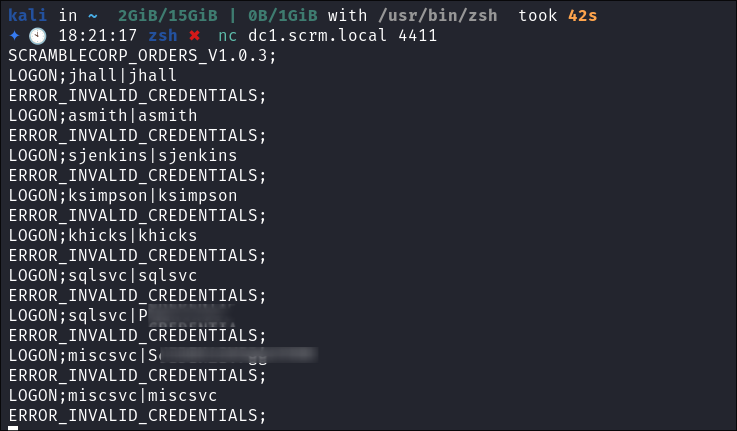 kali in ~ 2GiB/15GiB | 0B/1GiB with /usr/bin/zsh took 42s
✦ 🕙 18:21:17 zsh ✖ nc dc1.scrm.local 4411
SCRAMBLECORP_ORDERS_V1.0.3;
LOGON;jhall|jhall
ERROR_INVALID_CREDENTIALS;
LOGON;asmith|asmith
ERROR_INVALID_CREDENTIALS;
LOGON;sjenkins|sjenkins
ERROR_INVALID_CREDENTIALS;
LOGON;ksimpson|ksimpson
ERROR_INVALID_CREDENTIALS;
LOGON;khicks|khicks
ERROR_INVALID_CREDENTIALS;
LOGON;sqlsvc|sqlsvc
ERROR_INVALID_CREDENTIALS;
LOGON;sqlsvc|P
ERROR_INVALID_CREDENTIALS;
LOGON;miscsvc|S
ERROR_INVALID_CREDENTIALS;
LOGON;miscsvc|miscsvc
ERROR_INVALID_CREDENTIALS;